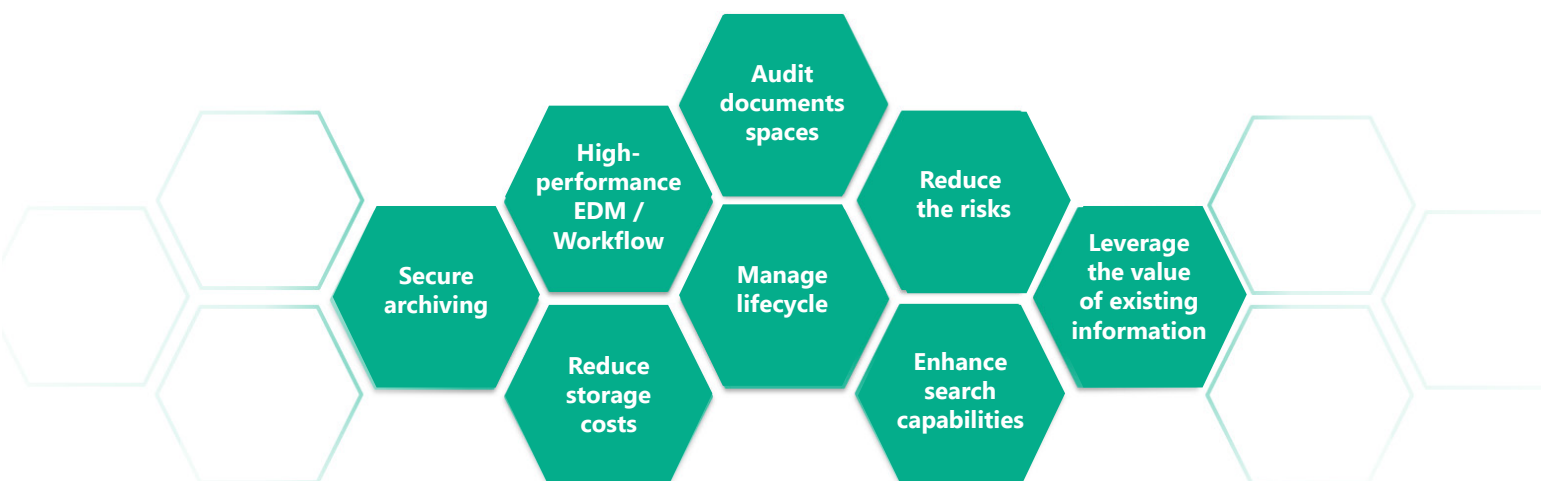 Audit
documents
spaces
High-
performance
EDM /
Workflow
Reduce
the risks
Secure
archiving
Manage
lifecycle
Leverage
the value
of existing
information
Reduce
storage
costs
Enhance
search
capabilities